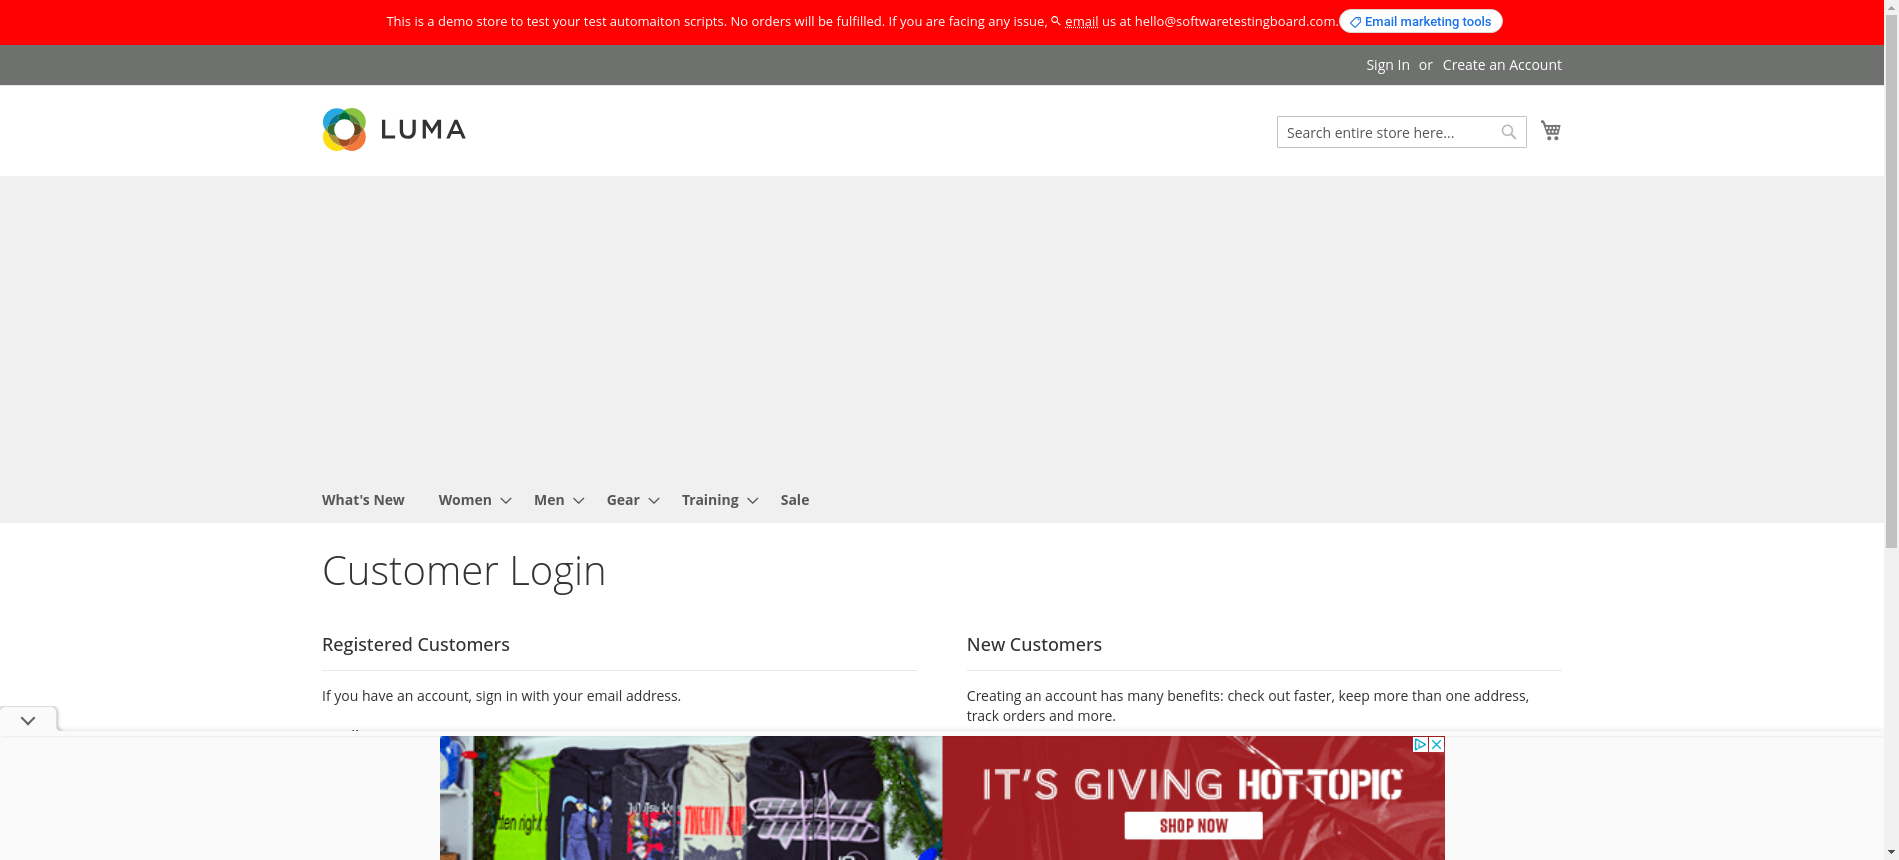 This is a demo store to test your test automaiton scripts. No orders will be fulfilled. If you are facing any issue, email us at hello@softwaretestingboard.com. Email marketing tools
Sign In or Create an Account
LUMA
Search entire store here...
What's New Women Men Gear Training Sale
Customer Login
Registered Customers
If you have an account, sign in with your email address.
New Customers
Creating an account has many benefits: check out faster, keep more than one address,
track orders and more.
IT'S GIVING HOT TOPIC
SHOP NOW